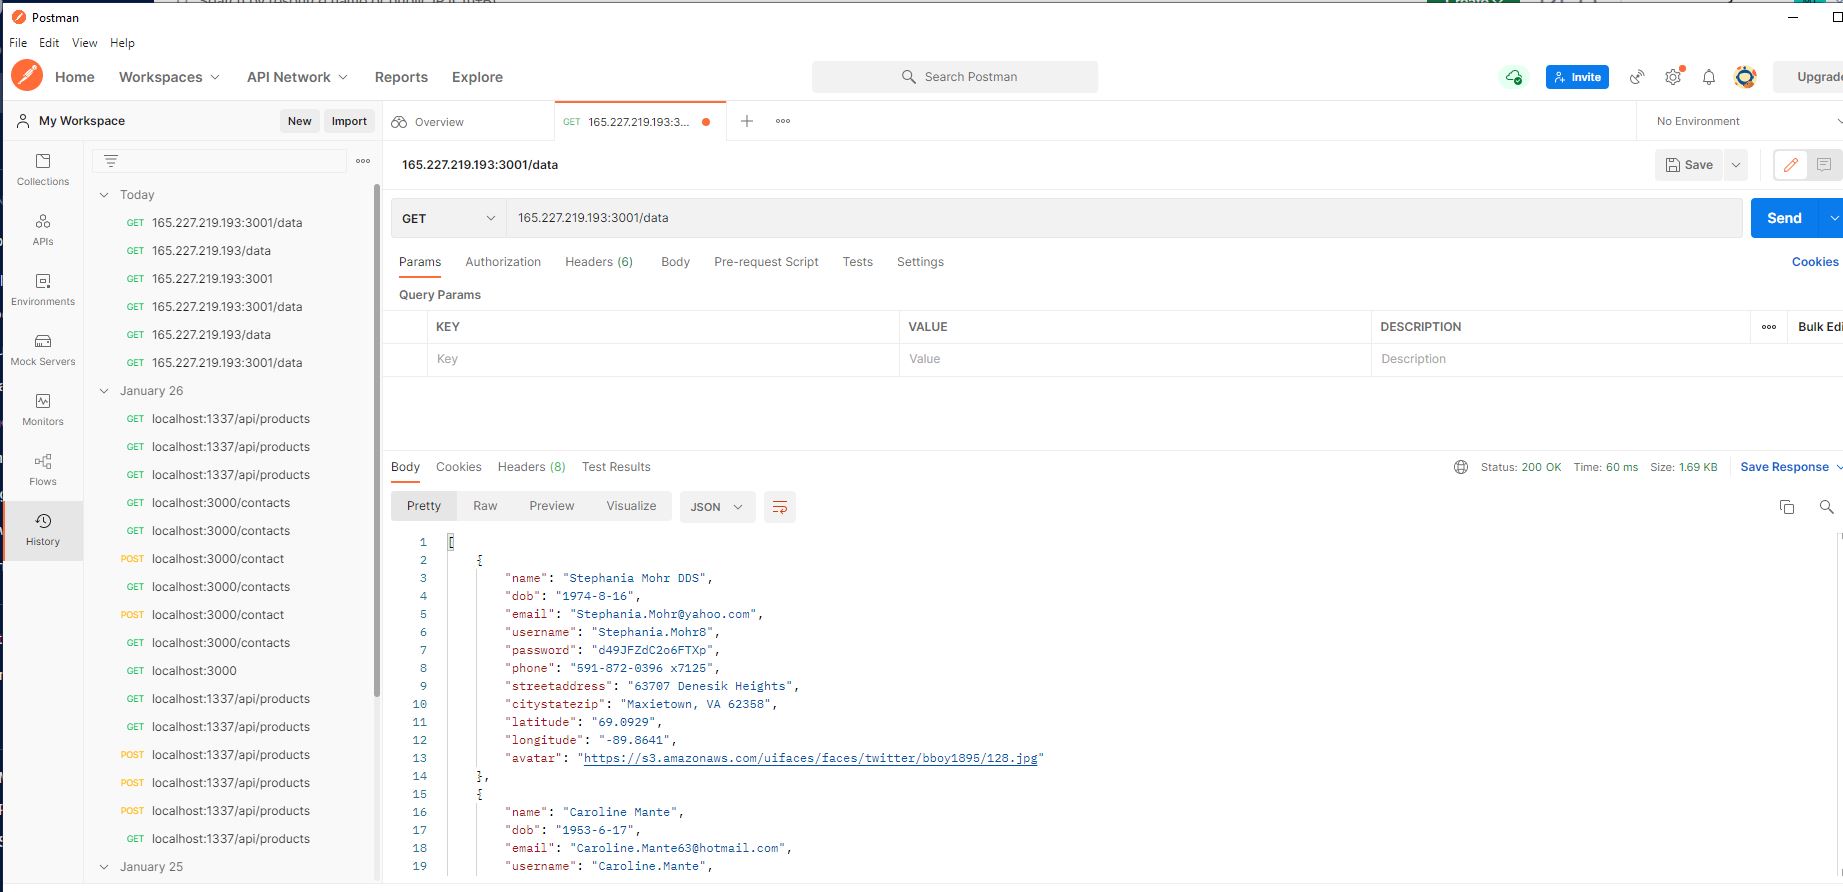 Postman
File Edit View Help
Home Workspaces API Network Reports Explore
Search Postman
Invite
Upgrade
My Workspace
New Import
Overview
GET 165.227.219.193:3...
No Environment
Collections
APIs
Environments
Mock Servers
Monitors
Flows
History
Today
GET 165.227.219.193:3001/data
GET 165.227.219.193/data
GET 165.227.219.193:3001
GET 165.227.219.193:3001/data
GET 165.227.219.193/data
GET 165.227.219.193:3001/data
January 26
GET localhost:1337/api/products
GET localhost:1337/api/products
GET localhost:1337/api/products
GET localhost:3000/contacts
GET localhost:3000/contacts
POST localhost:3000/contact
GET localhost:3000/contacts
POST localhost:3000/contact
GET localhost:3000/contacts
GET localhost:3000
GET localhost:1337/api/products
GET localhost:1337/api/products
POST localhost:1337/api/products
POST localhost:1337/api/products
POST localhost:1337/api/products
GET localhost:1337/api/products
January 25
165.227.219.193:3001/data
Save
GET 165.227.219.193:3001/data
Send
Params Authorization Headers (6) Body Pre-request Script Tests Settings Cookies
Query Params
KEY VALUE DESCRIPTION Bulk Edi
Key Value Description
Body Cookies Headers (8) Test Results Status: 200 OK Time: 60 ms Size: 1.69 KB Save Response
Pretty Raw Preview Visualize JSON
1 [
2 {
3 "name": "Stephania Mohr DDS",
4 "dob": "1974-8-16",
5 "email": "Stephania.Mohr@yahoo.com",
6 "username": "Stephania.Mohr8",
7 "password": "d49JFZdC2o6FTXp",
8 "phone": "591-872-0396 x7125",
9 "streetaddress": "63707 Denesik Heights",
10 "citystatezip": "Maxietown, VA 62358",
11 "latitude": "69.0929",
12 "longitude": "-89.8641",
13 "avatar": "https://s3.amazonaws.com/uifaces/faces/twitter/bboy1895/128.jpg"
14 },
15 {
16 "name": "Caroline Mante",
17 "dob": "1953-6-17",
18 "email": "Caroline.Mante63@hotmail.com",
19 "username": "Caroline.Mante",